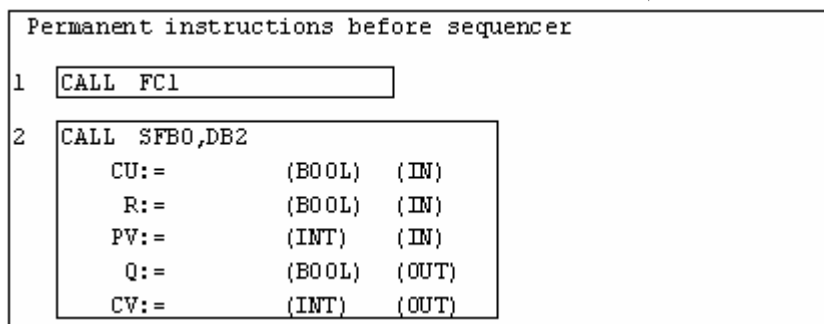 Permanent instructions before sequencer
1 CALL FC1
2 CALL SFB0,DB2
CU:= (BOOL) (IN)
R:= (BOOL) (IN)
PV:= (INT) (IN)
Q:= (BOOL) (OUT)
CV:= (INT) (OUT)